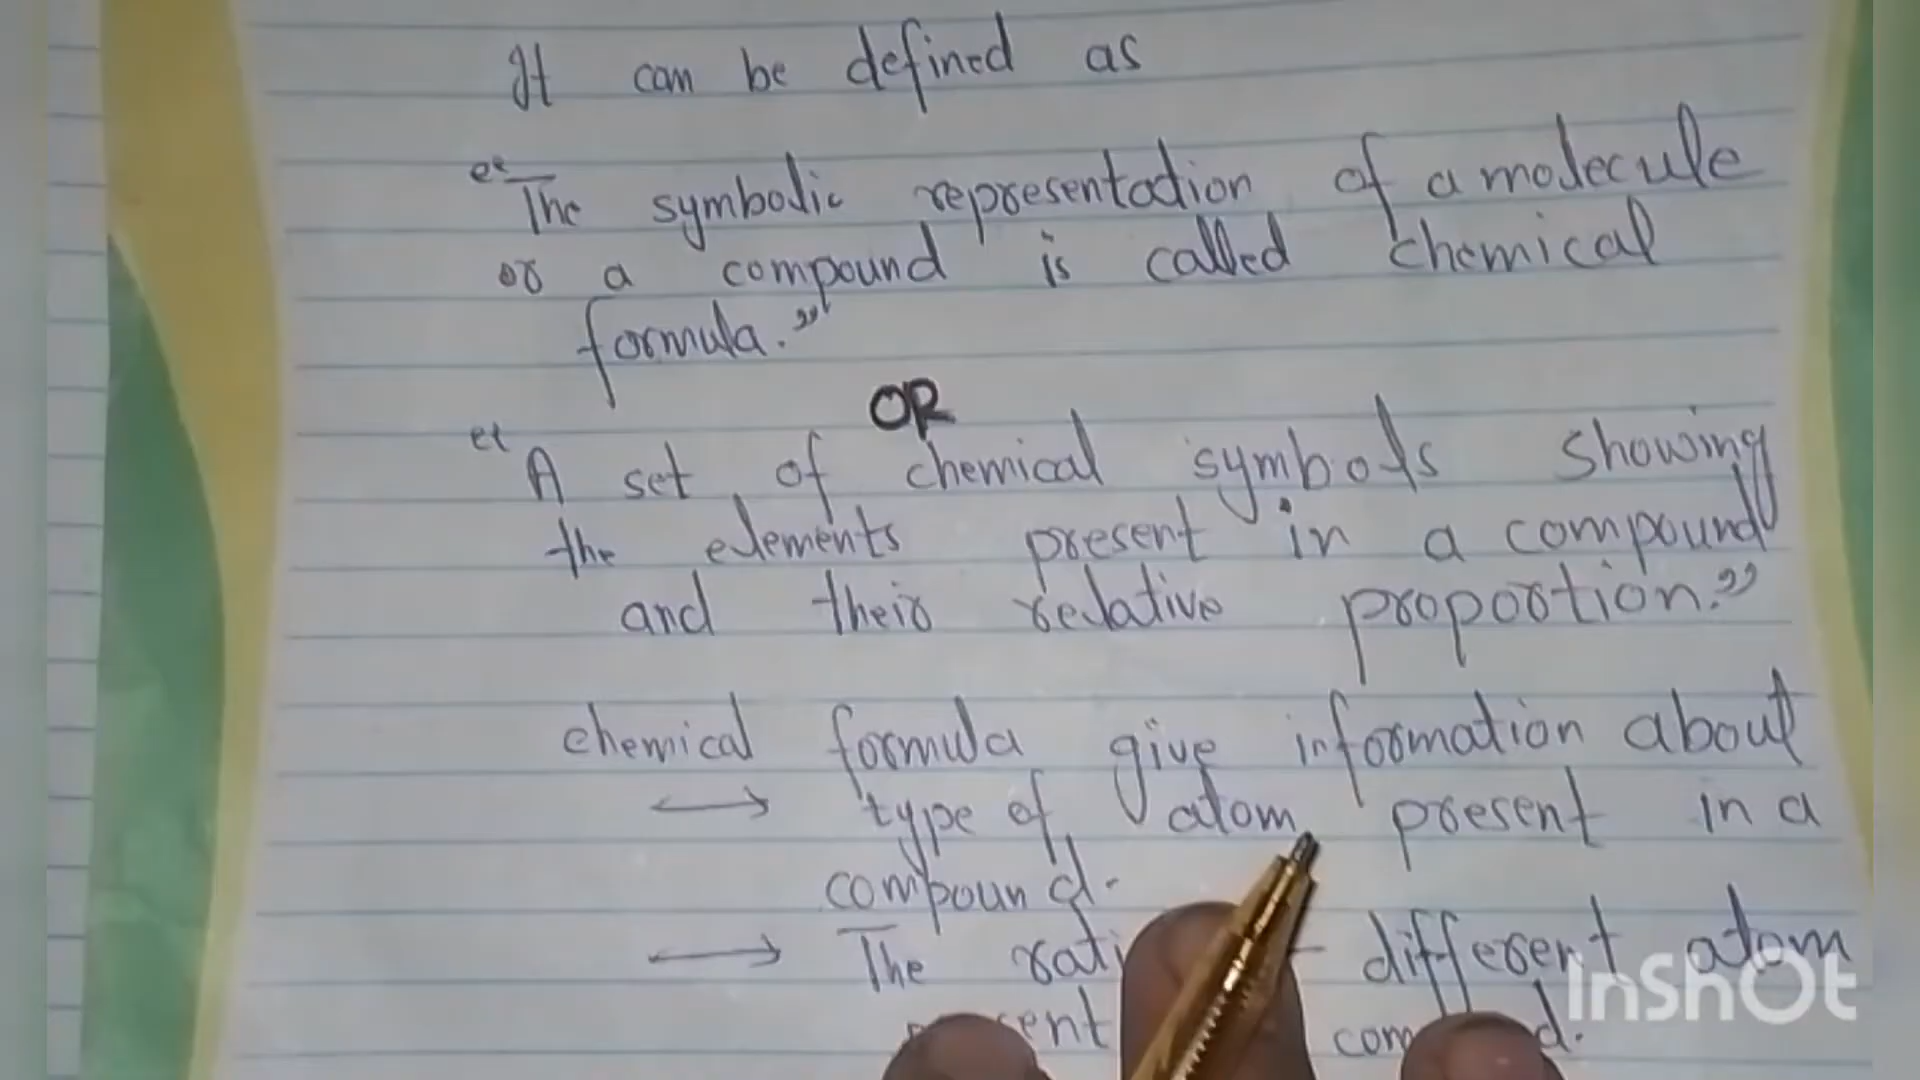 It can be defined as
"The symbolic representation of a molecule
or a compound is called chemical
formula."
OR
"A set of chemical symbols showing
the elements present in a compound
and their relative proportion."
chemical formula give information about
→ type of atom present in a
compound.
→ The different atom
InShOt